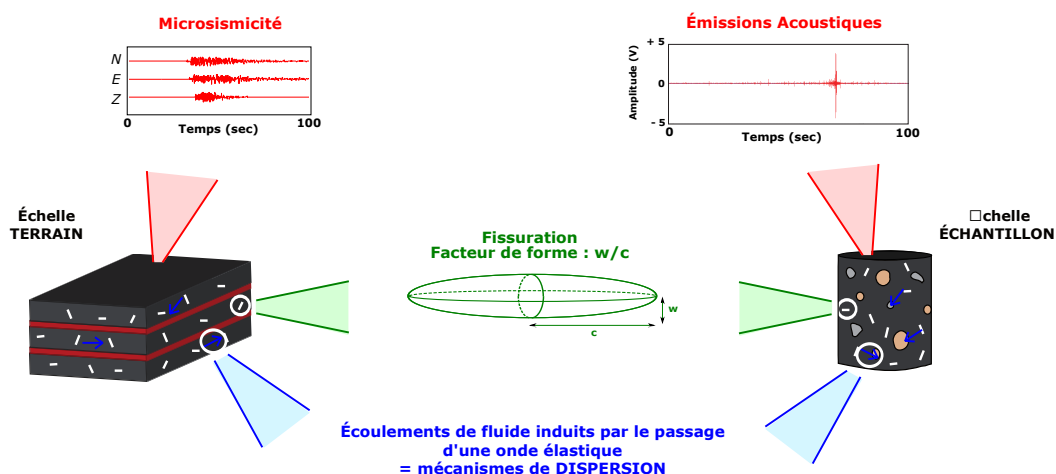 Microsismicité
N
E
Z
0
100
Temps (sec)
Émissions Acoustiques
Amplitude (V)
+ 5
0
- 5
0
100
Temps (sec)
Échelle
TERRAIN
Fissuration
Facteur de forme : w/c
w
c
□chelle
ÉCHANTILLON
Écoulements de fluide induits par le passage
d'une onde élastique
= mécanismes de DISPERSION